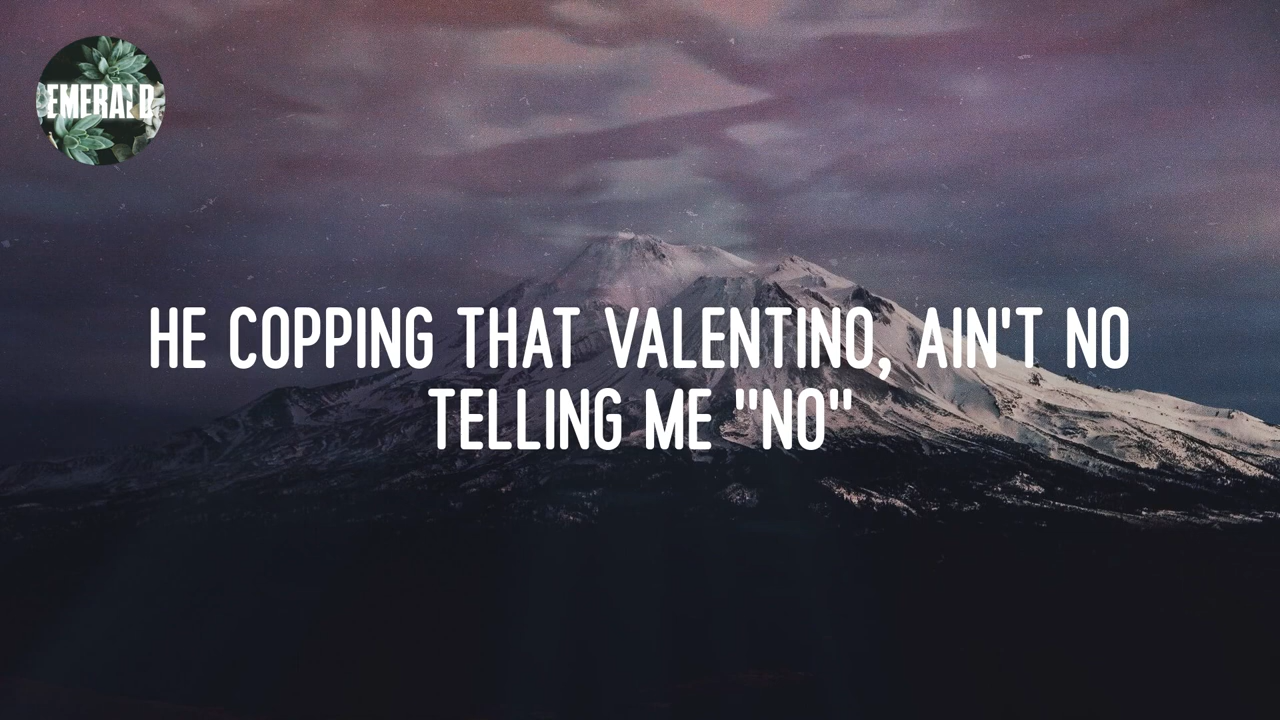 EMERALD
HE COPPING THAT VALENTINO, AIN'T NO
TELLING ME "NO"